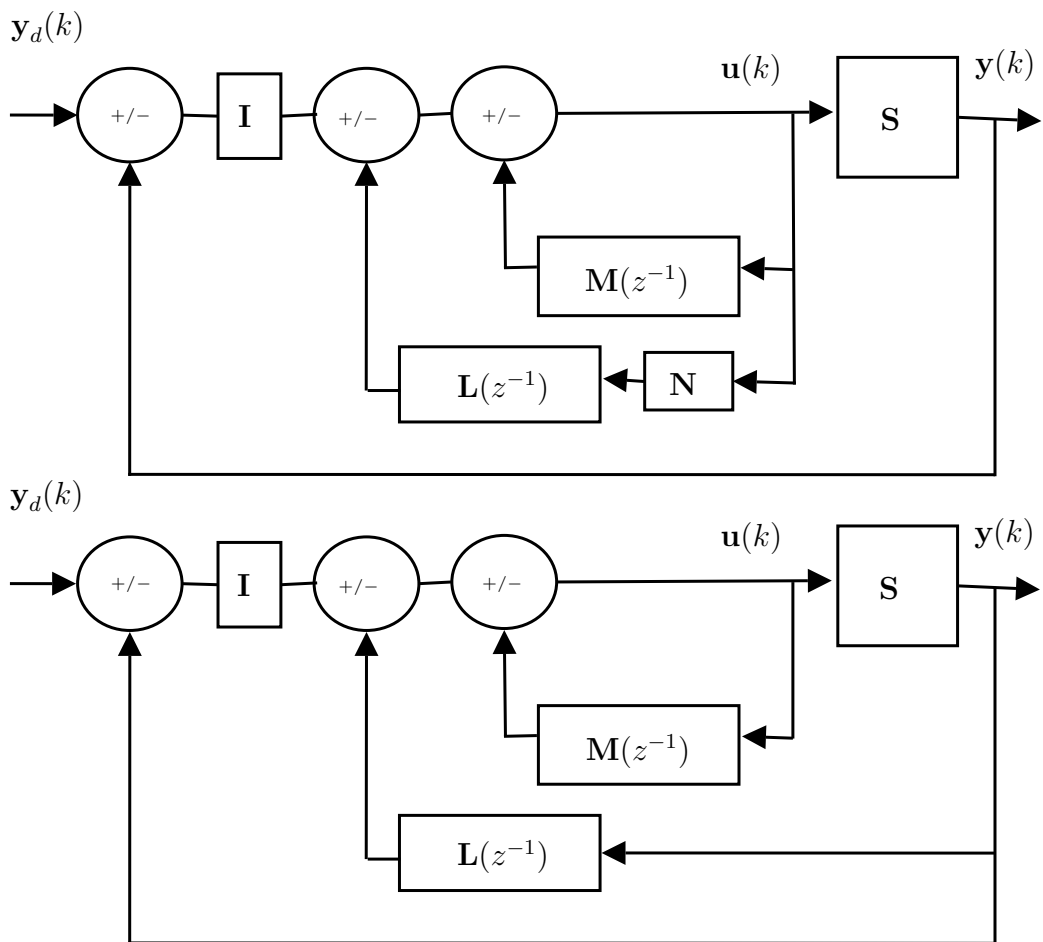 y_d(k)
u(k)
y(k)
+/−
I
+/−
+/−
S
M(z^{-1})
L(z^{-1})
N
y_d(k)
u(k)
y(k)
+/−
I
+/−
+/−
S
M(z^{-1})
L(z^{-1})